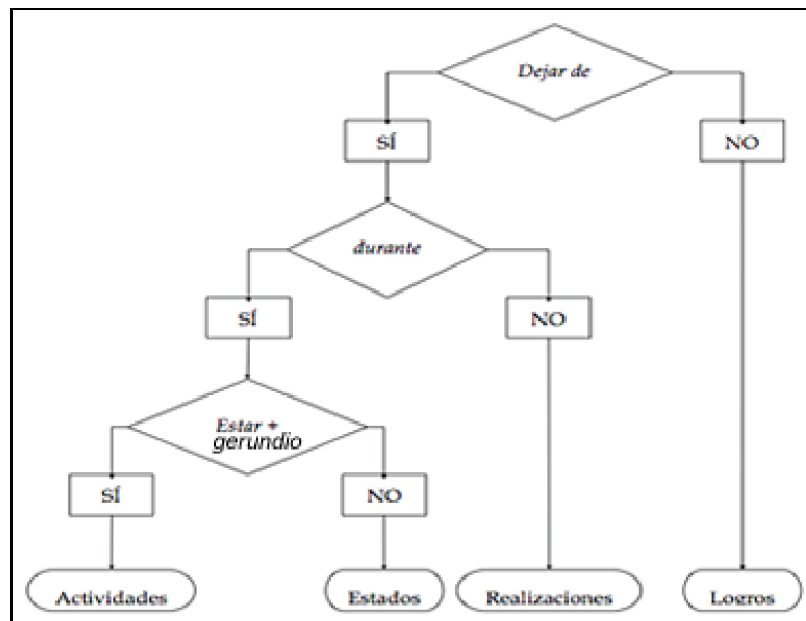 Dejar de
SÍ
NO
durante
SÍ
NO
Estar +
gerundio
SÍ
NO
Actividades
Estados
Realizaciones
Logros